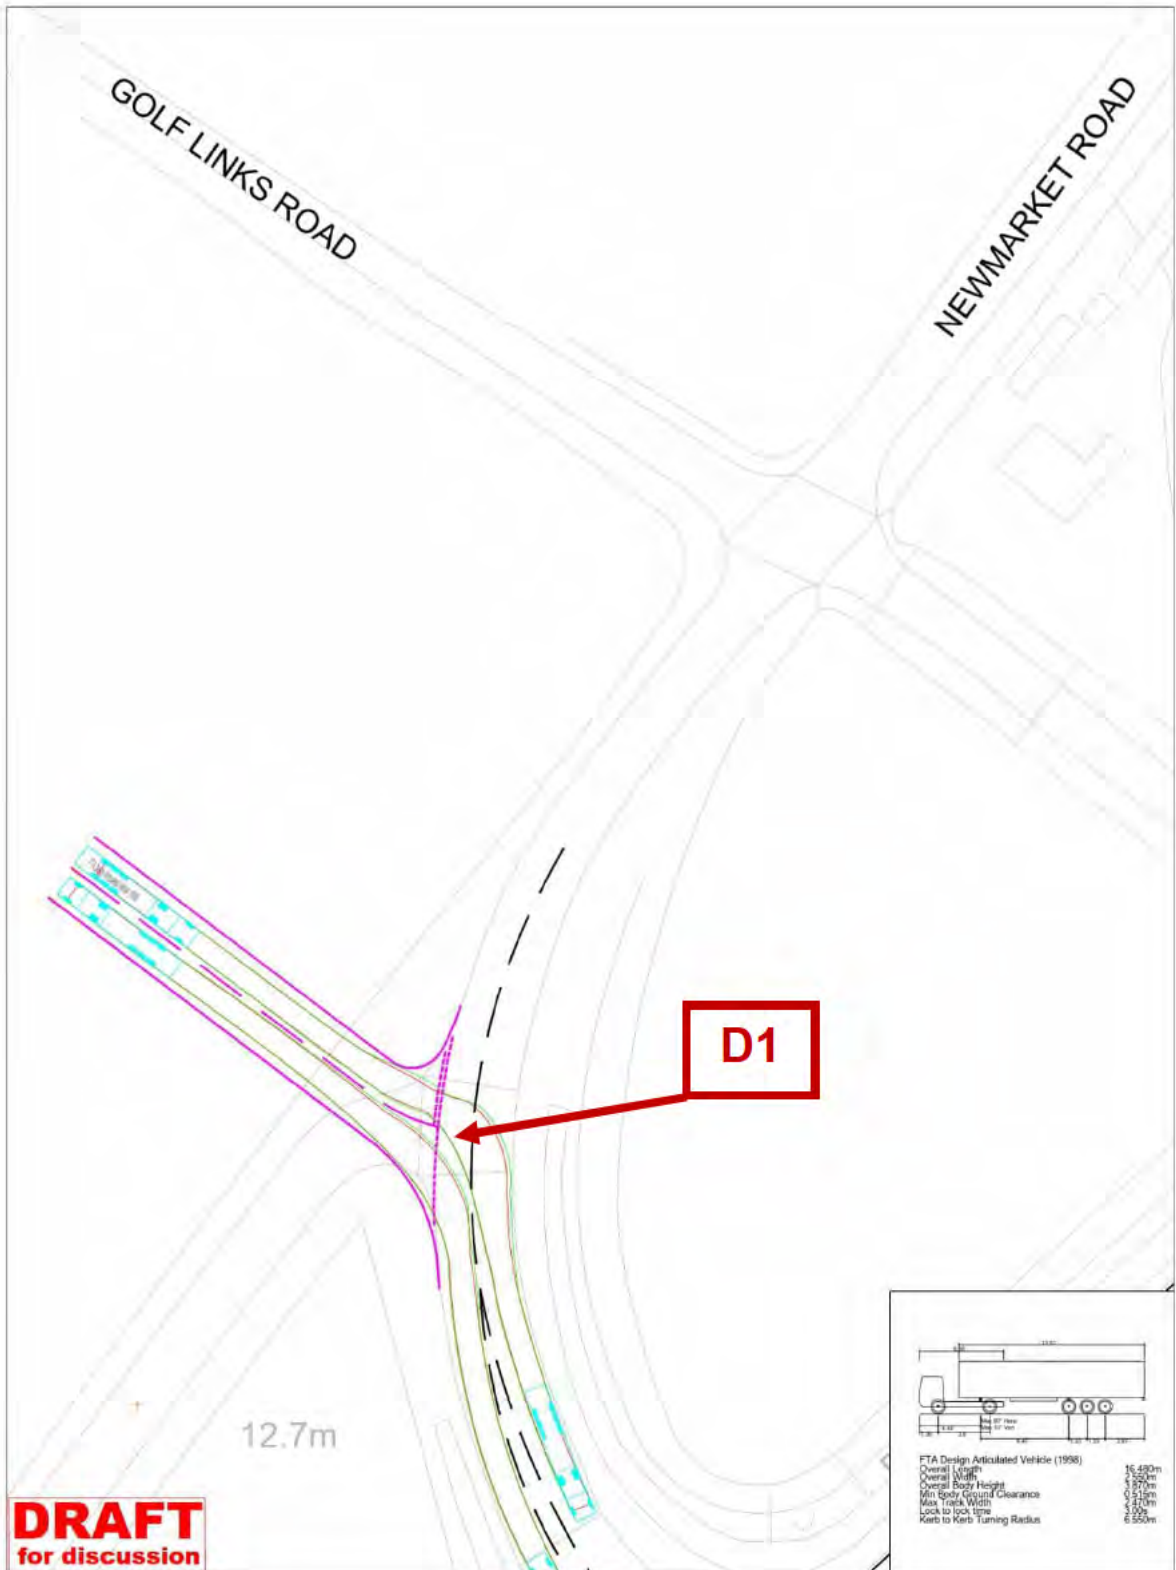 GOLF LINKS ROAD
NEWMARKET ROAD
D1
12.7m
FTA Design Articulated Vehicle (1998)
Overall Length 16.480m
Overall Width 2.550m
Overall Body Height 3.870m
Min Body Ground Clearance 0.515m
Max Track Width 2.470m
Lock to lock time 3.00s
Kerb to Kerb Turning Radius 6.550m
DRAFT
for discussion